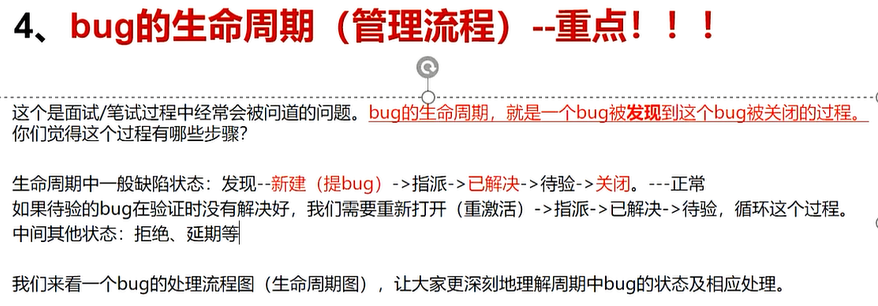 4、bug的生命周期（管理流程）--重点！！！
这个是面试/笔试过程中经常会被问道的问题。bug的生命周期，就是一个bug被发现到这个bug被关闭的过程。
你们觉得这个过程有哪些步骤？
生命周期中一般缺陷状态：发现--新建（提bug）->指派->已解决->待验->关闭。---正常
如果待验的bug在验证时没有解决好，我们需要重新打开（重激活）->指派->已解决->待验，循环这个过程。
中间其他状态：拒绝、延期等
我们来看一个bug的处理流程图（生命周期图），让大家更深刻地理解周期中bug的状态及相应处理。